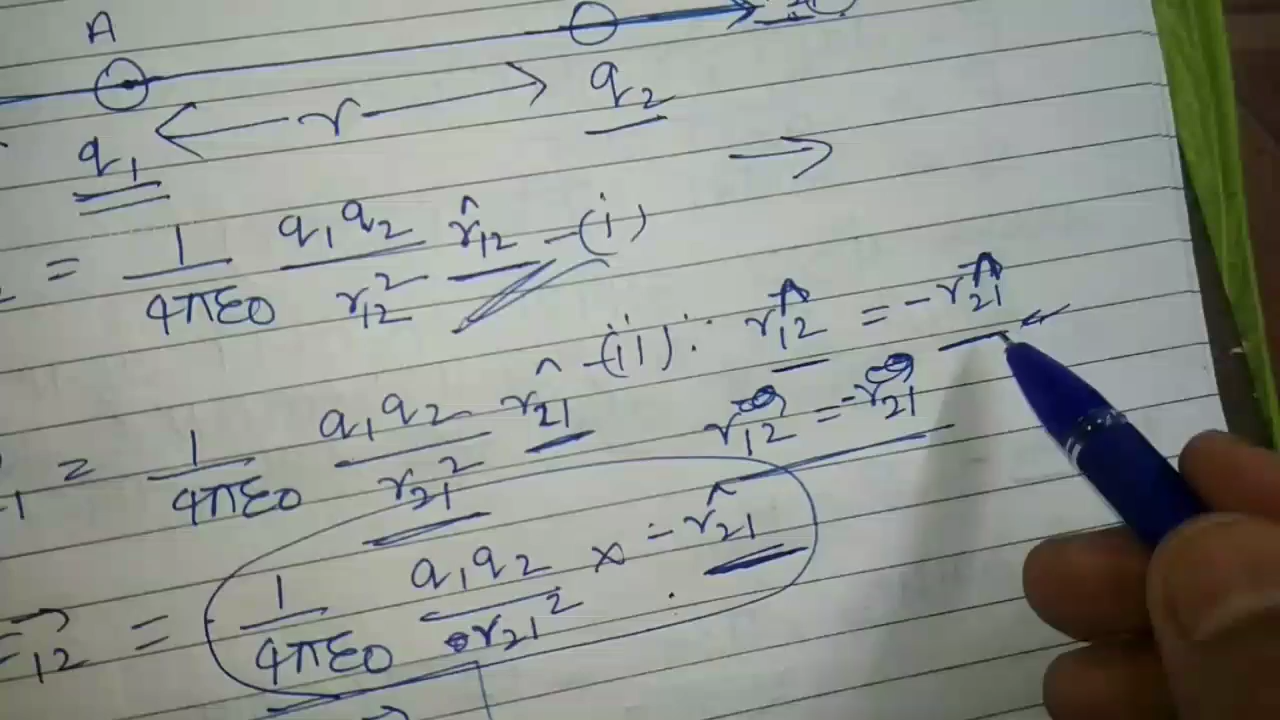 A
q₂
← r →
q₁
→
= 1/4πε0 q₁q₂/r₁₂² r̂₁₂ -(i)
r̂₁₂ = -r̂₂₁
₁ = 1/4πε0 q₁q₂/r₂₁² r̂₂₁ -(ii) ∴
r₁₂ = -r₂₁
F⃗₁₂ = 1/4πε0 q₁q₂/r₂₁² × -r̂₂₁